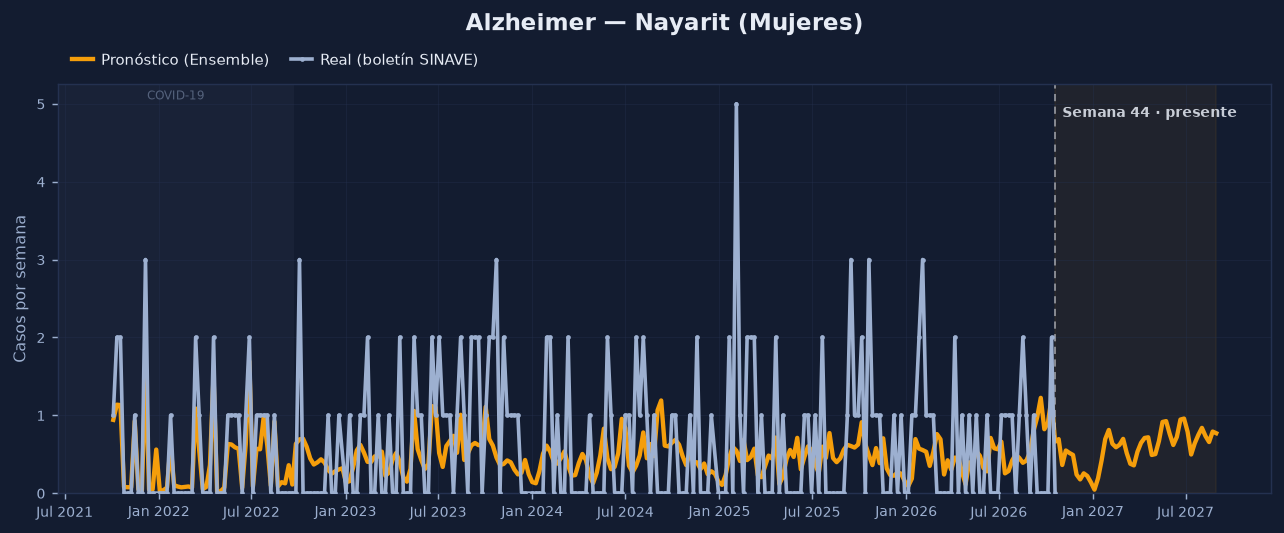 Alzheimer — Nayarit (Mujeres)
Pronóstico (Ensemble)
Real (boletín SINAVE)
COVID-19
Semana 44 · presente
Casos por semana
5
4
3
2
1
0
Jul 2021
Jan 2022
Jul 2022
Jan 2023
Jul 2023
Jan 2024
Jul 2024
Jan 2025
Jul 2025
Jan 2026
Jul 2026
Jan 2027
Jul 2027